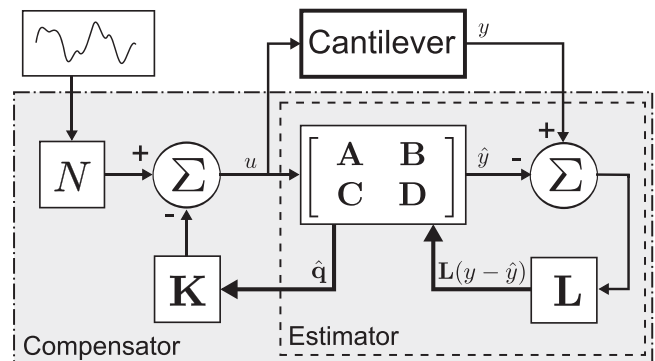 Cantilever
y
N
+
Σ
-
u
A B
C D
ŷ
-
+
Σ
K
q̂
L(y − ŷ)
L
Compensator
Estimator